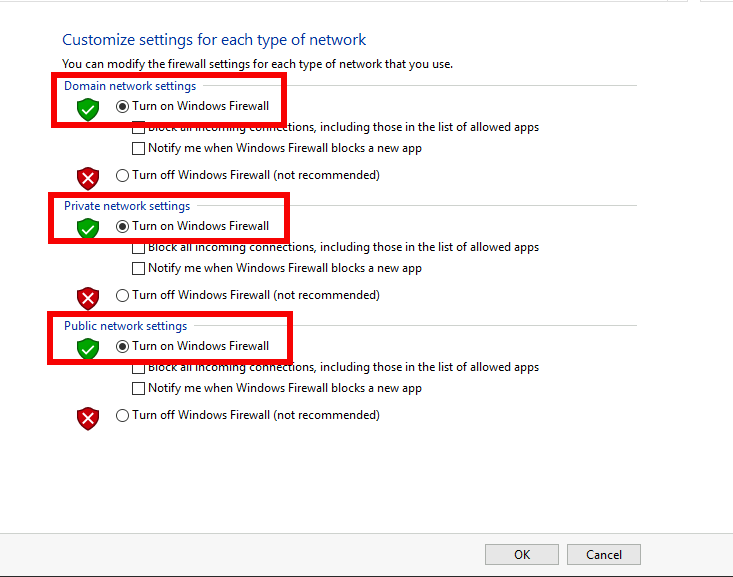 Customize settings for each type of network
You can modify the firewall settings for each type of network that you use.
Domain network settings
Turn on Windows Firewall
Block all incoming connections, including those in the list of allowed apps
Notify me when Windows Firewall blocks a new app
Turn off Windows Firewall (not recommended)
Private network settings
Turn on Windows Firewall
Block all incoming connections, including those in the list of allowed apps
Notify me when Windows Firewall blocks a new app
Turn off Windows Firewall (not recommended)
Public network settings
Turn on Windows Firewall
Block all incoming connections, including those in the list of allowed apps
Notify me when Windows Firewall blocks a new app
Turn off Windows Firewall (not recommended)
OK Cancel